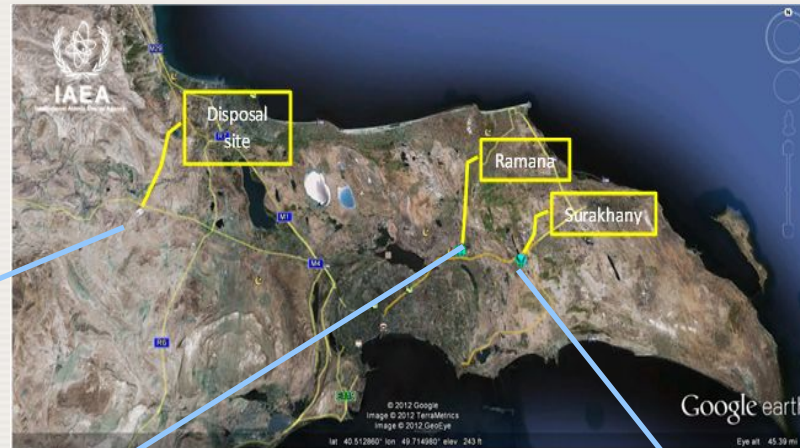 IAEA
Disposal
site
Ramana
Surakhany
M1
M4
R6
© 2012 Google
Image © 2012 TerraMetrics
Image © 2012 GeoEye
Google earth
lat 40.512860° lon 49.714980° elev 243 ft
Eye alt 45.39 mi